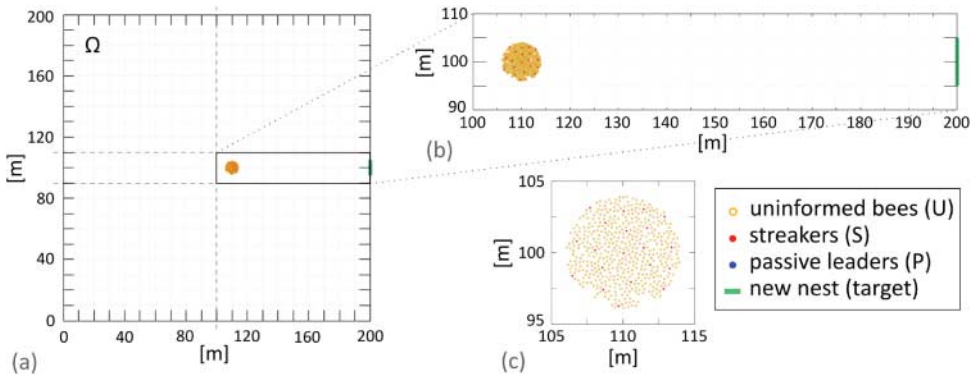 200
160
120
80
40
0
[m]
Ω
0 40 80 120 160 200
[m]
(a)
110
100
90
[m]
100 110 120 130 140 150 160 170 180 190 200
(b) [m]
105
100
95
[m]
105 110 115
(c) [m]
uninformed bees (U)
streakers (S)
passive leaders (P)
new nest (target)